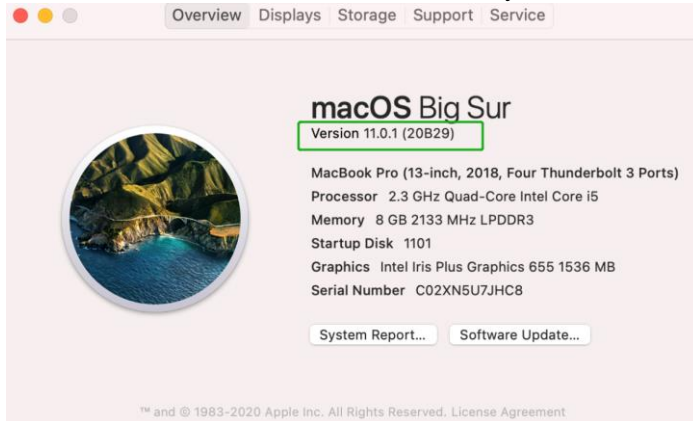 Overview Displays Storage Support Service
macOS Big Sur
Version 11.0.1 (20B29)
MacBook Pro (13-inch, 2018, Four Thunderbolt 3 Ports)
Processor 2.3 GHz Quad-Core Intel Core i5
Memory 8 GB 2133 MHz LPDDR3
Startup Disk 1101
Graphics Intel Iris Plus Graphics 655 1536 MB
Serial Number C02XN5U7JHC8
System Report... Software Update...
™ and © 1983-2020 Apple Inc. All Rights Reserved. License Agreement